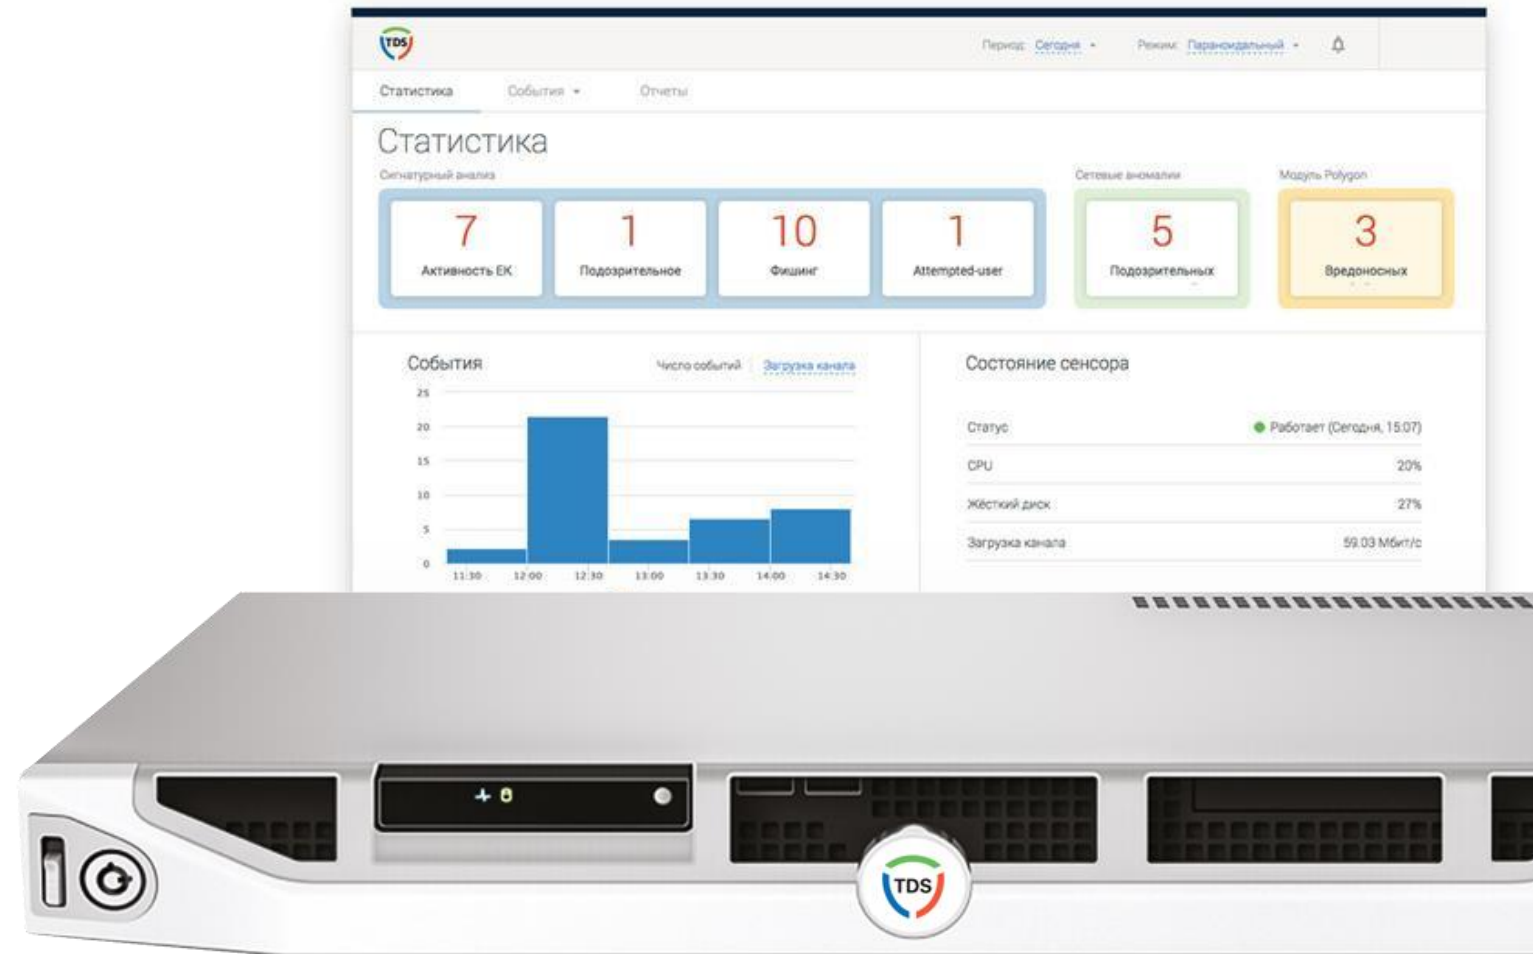 TDS
Период: Сегодня
Режим: Параноидальный
Статистика
События
Отчеты
Статистика
Сигнатурный анализ
Сетевые аномалии
Модуль Polygon
7
1
10
1
5
3
Активность ЕК
Подозрительное
Фишинг
Attempted-user
Подозрительных
Вредоносных
События
Число событий
Загрузка канала
Состояние сенсора
25
20
15
10
5
0
11:30 12:00 12:30 13:00 13:30 14:00 14:30
Статус
Работает (Сегодня, 15:07)
CPU
20%
Жёсткий диск
27%
Загрузка канала
59.03 Мбит/с
TDS